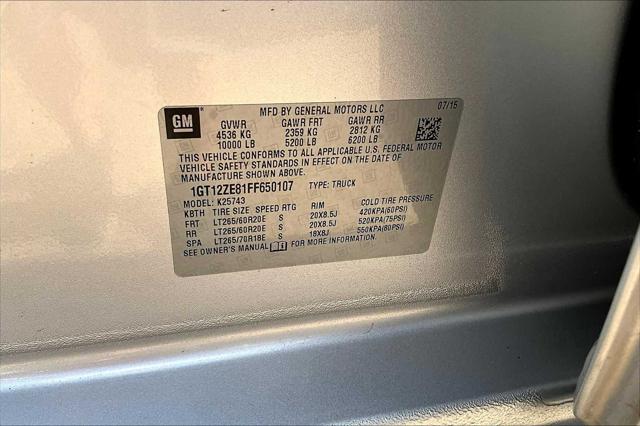 GM
MFD BY GENERAL MOTORS LLC 07/15
GVWR GAWR FRT GAWR RR
4536 KG 2359 KG 2812 KG
10000 LB 5200 LB 6200 LB
THIS VEHICLE CONFORMS TO ALL APPLICABLE U.S. FEDERAL MOTOR
VEHICLE SAFETY STANDARDS IN EFFECT ON THE DATE OF
MANUFACTURE SHOWN ABOVE.
1GT12ZE81FF650107 TYPE: TRUCK
MODEL: K25743
KBTH TIRE SIZE SPEED RTG RIM COLD TIRE PRESSURE
FRT LT265/60R20E S 20X8.5J 420KPA(60PSI)
RR LT265/60R20E S 20X8.5J 520KPA(75PSI)
SPA LT265/70R18E S 18X8J 550KPA(80PSI)
SEE OWNER'S MANUAL FOR MORE INFORMATION.